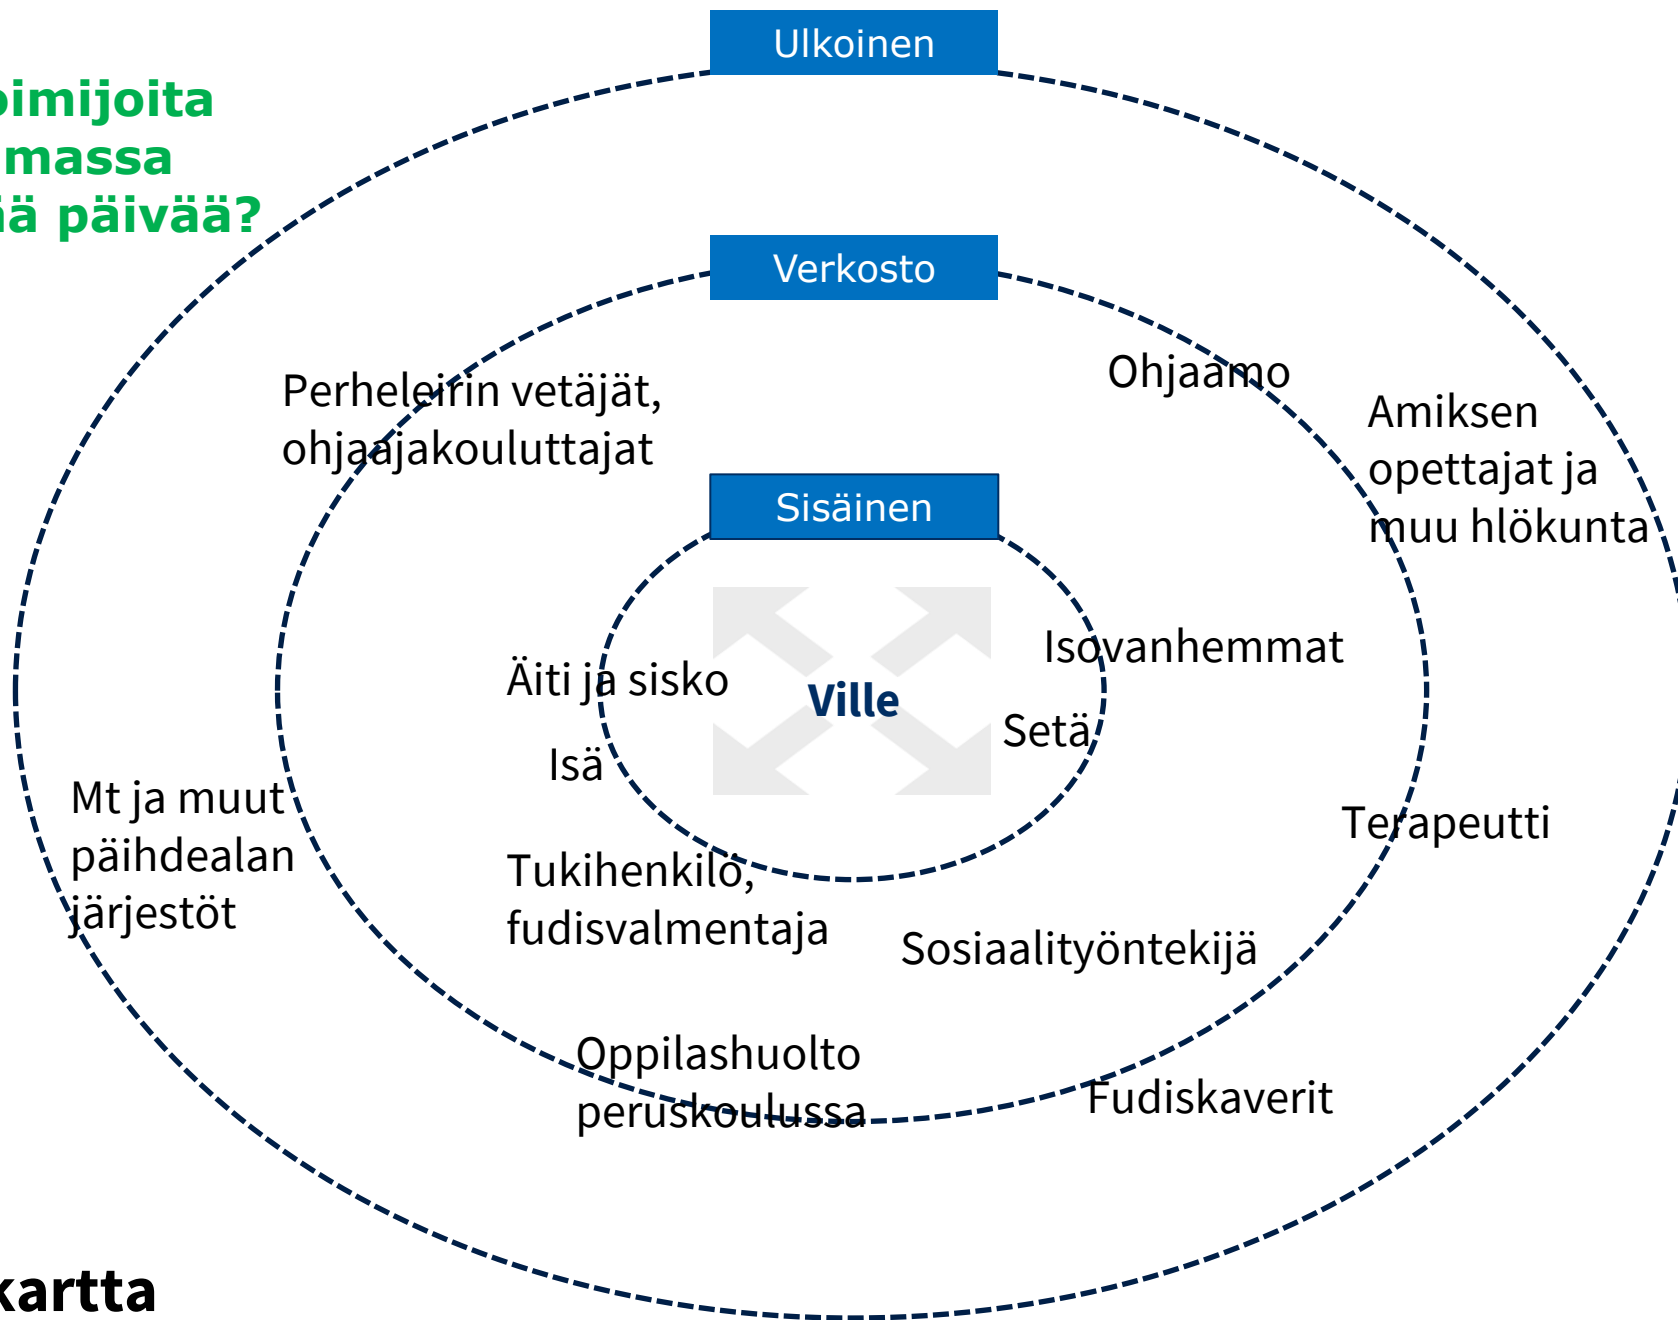 Ulkoinen
oimijoita
massa
ä päivää?
Verkosto
Perheleirin vetäjät,
ohjaajakouluttajat
Ohjaamo
Amiksen
opettajat ja
muu hlökunta
Sisäinen
Isovanhemmat
Äiti ja sisko
Ville
Setä
Isä
Mt ja muut
päihdealan
järjestöt
Terapeutti
Tukihenkilö,
fudisvalmentaja
Sosiaalityöntekijä
Oppilashuolto
peruskoulussa
Fudiskaverit
kartta